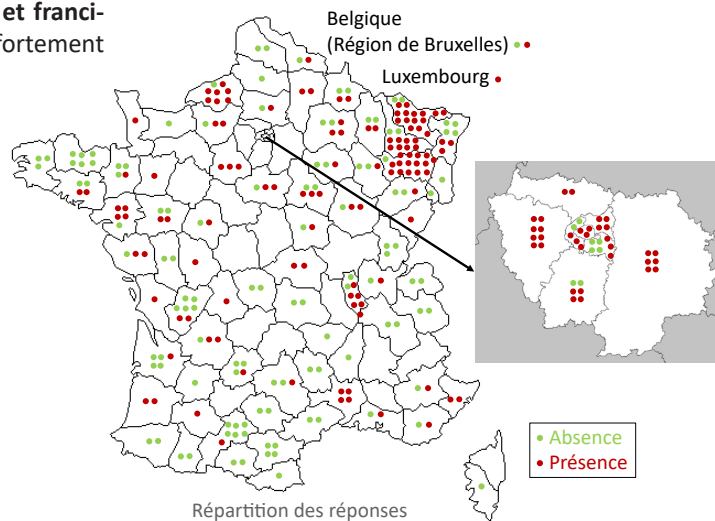 et franci-
fortement
Belgique
(Région de Bruxelles)
Luxembourg
Absence
Présence
Répartition des réponses